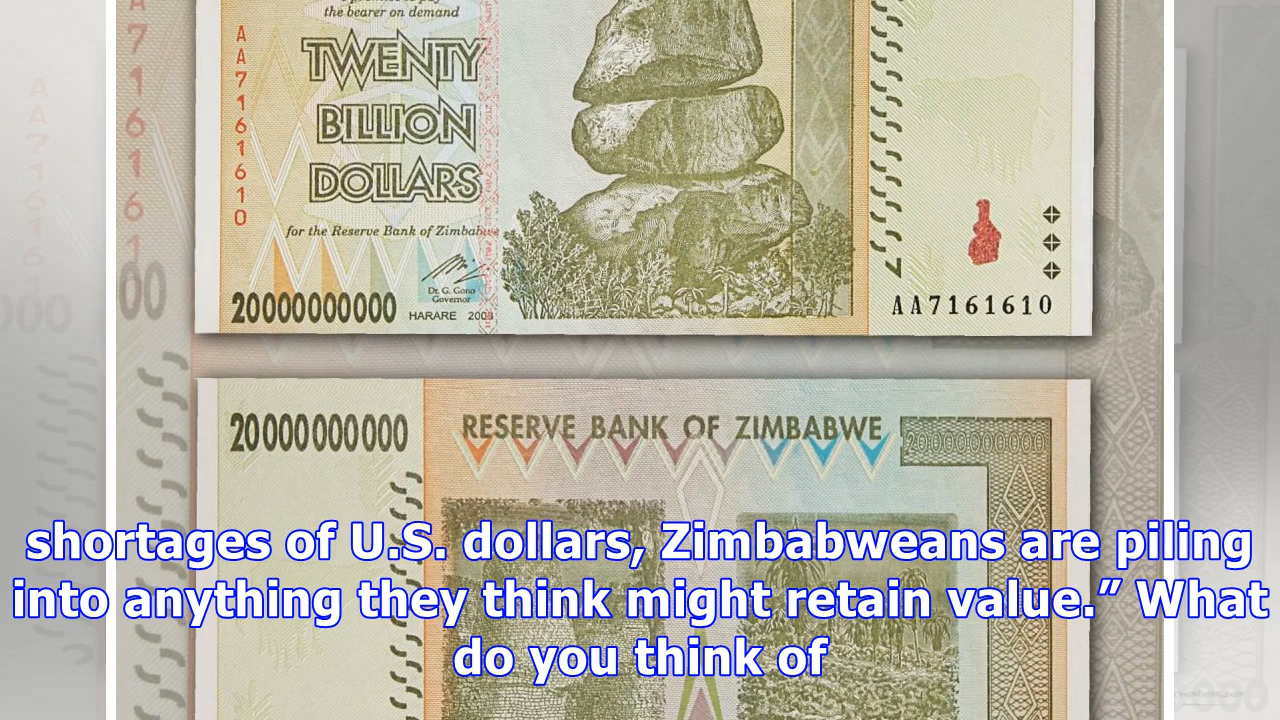 the bearer on demand
TWENTY
BILLION
DOLLARS
AA7161610
for the Reserve Bank of Zimbabwe
Dr. G. Gono
Governor
20000000000
HARARE
AA7161610
20000000000
RESERVE BANK OF ZIMBABWE
20000000000
shortages of U.S. dollars, Zimbabweans are piling
into anything they think might retain value.” What
do you think of